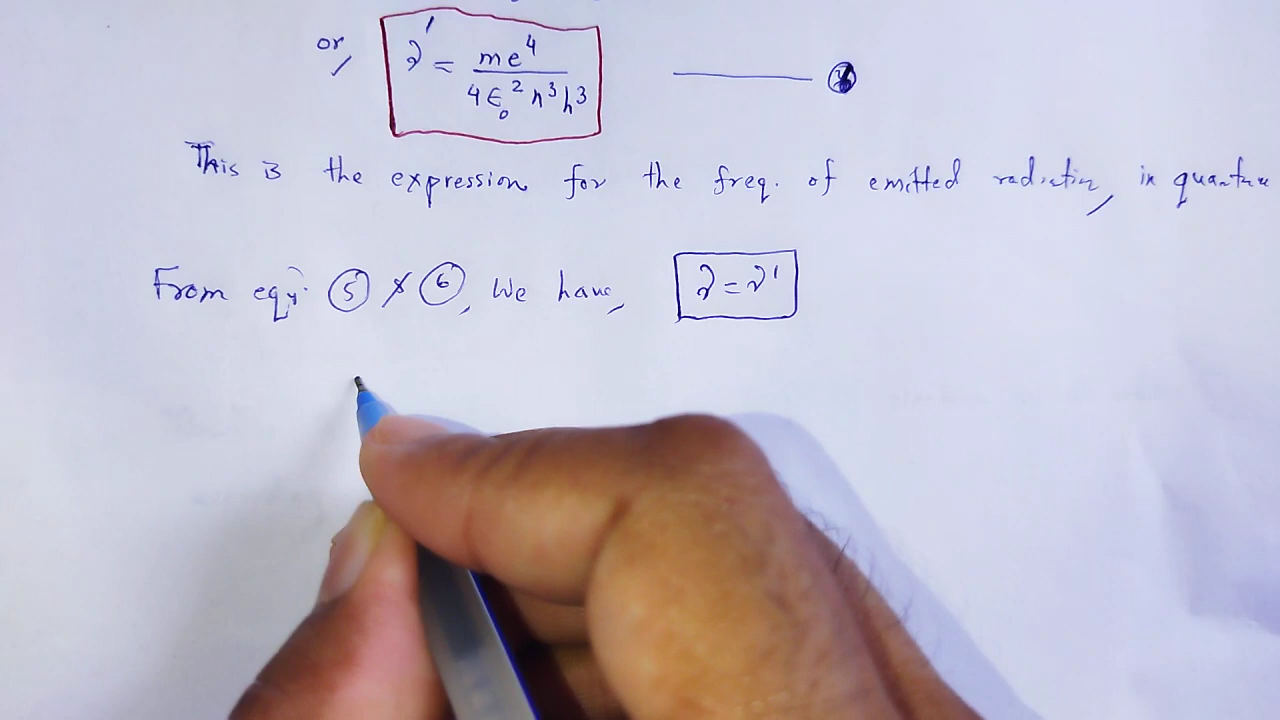 or, ν' = me⁴ / 4ε₀²n³h³
This is the expression for the freq. of emitted radiation, in quantum
From eqⁿ. (5) & (6), we have, ν = ν'